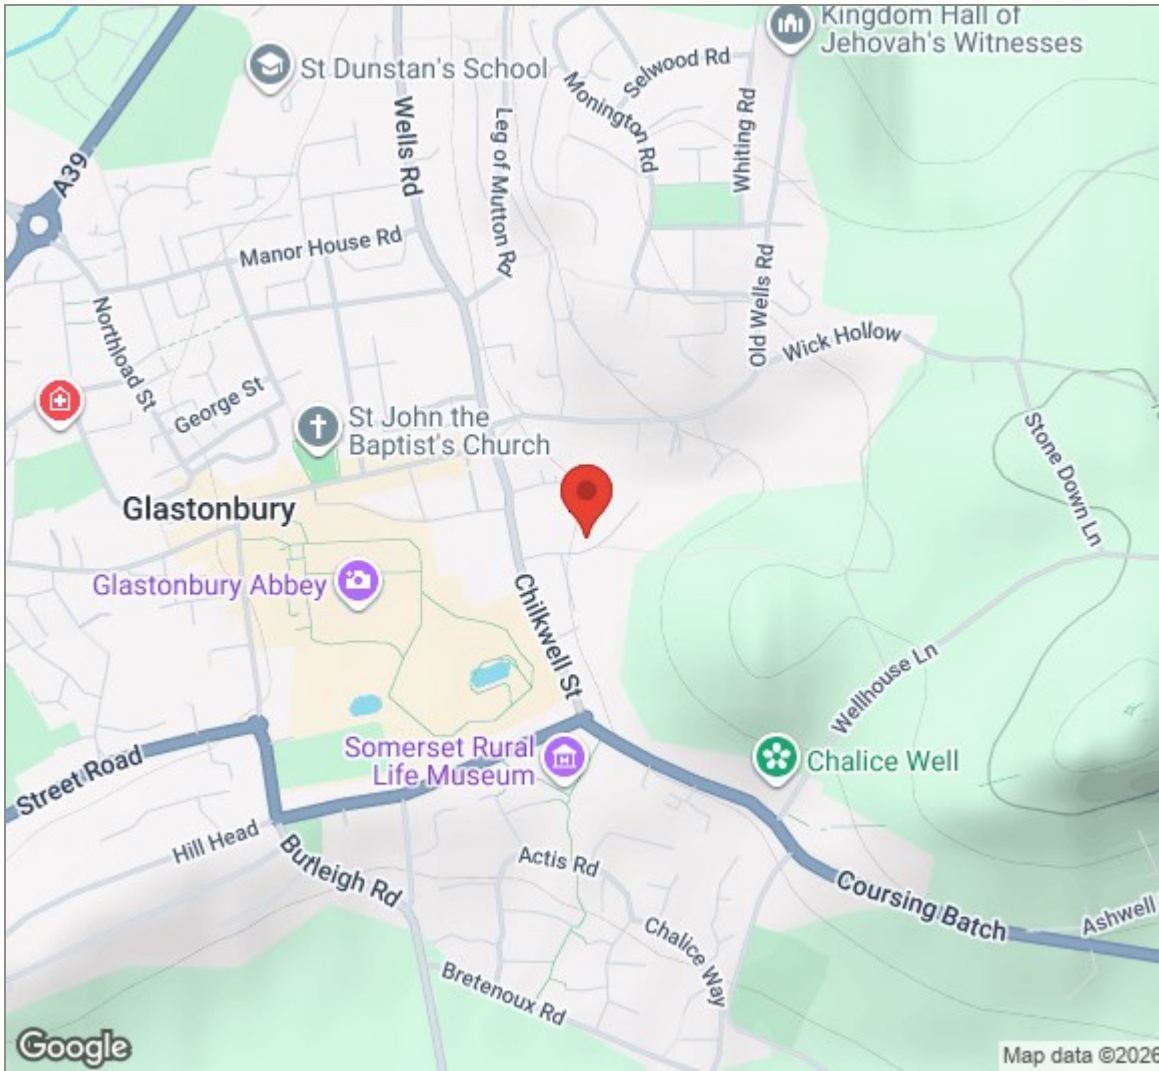 Kingdom Hall of
Jehovah's Witnesses
St Dunstan's School
Selwood Rd
Monington Rd
Wells Rd
Leg of Mutton Rd
Whiting Rd
A39
Manor House Rd
Old Wells Rd
Wick Hollow
Northload St
George St
St John the
Baptist's Church
Stone Down Ln
Glastonbury
Glastonbury Abbey
Chilkwell St
Wellhouse Ln
Somerset Rural
Life Museum
Chalice Well
Street Road
Hill Head
Butleigh Rd
Actis Rd
Coursing Batch
Ashwell
Chalice Way
Bretenoux Rd
Google
Map data ©2026